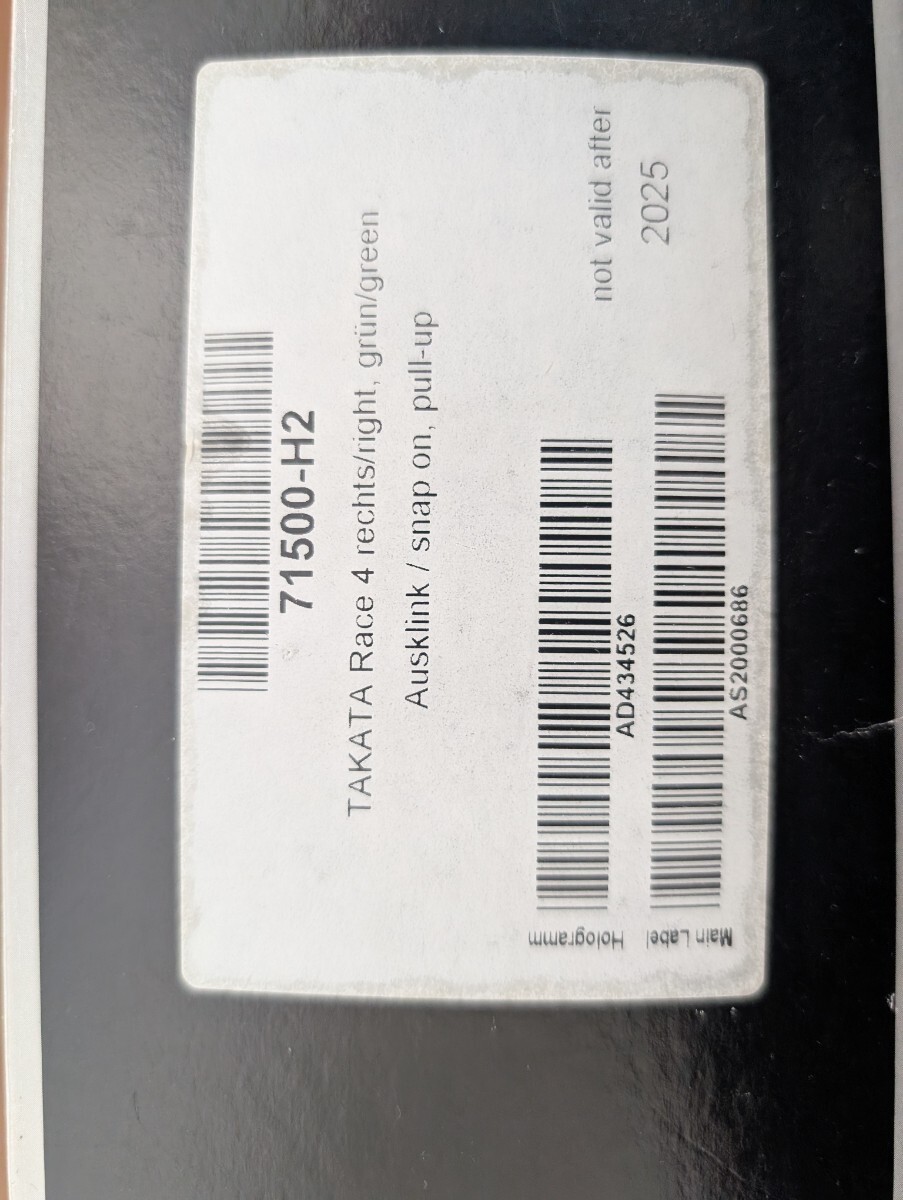 71500-H2
TAKATA Race 4 rechts/right, grün/green
Ausklink / snap on, pull-up
Hologramm
AD434526
Main Label
AS2000686
not valid after
2025